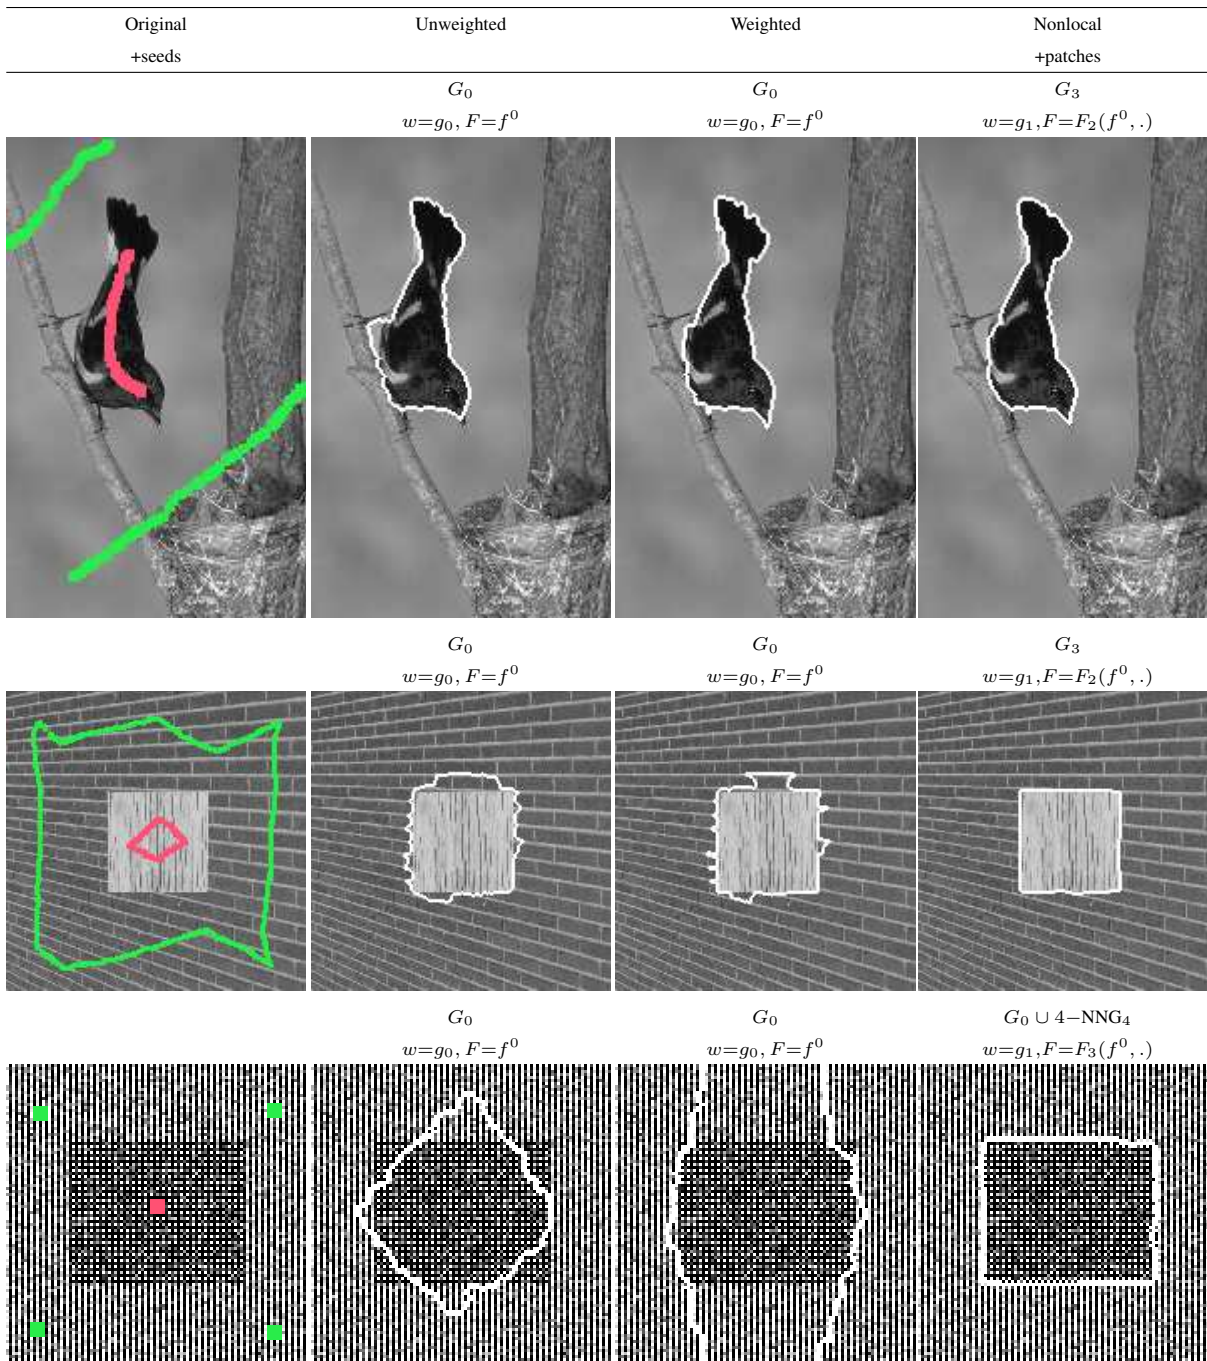 Original Unweighted Weighted Nonlocal
+seeds +patches
G₀ G₀ G₃
w=g₀, F=f⁰ w=g₀, F=f⁰ w=g₁,F=F₂(f⁰,.)
G₀ G₀ G₃
w=g₀, F=f⁰ w=g₀, F=f⁰ w=g₁,F=F₂(f⁰,.)
G₀ G₀ G₀ ∪ 4−NNG₄
w=g₀, F=f⁰ w=g₀, F=f⁰ w=g₁,F=F₃(f⁰,.)